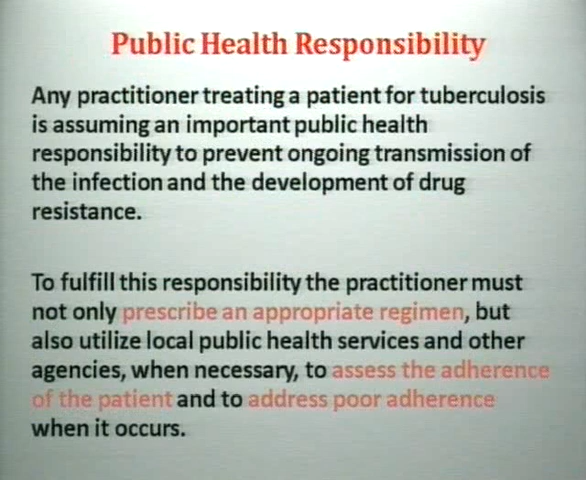 Public Health Responsibility
Any practitioner treating a patient for tuberculosis
is assuming an important public health
responsibility to prevent ongoing transmission of
the infection and the development of drug
resistance.
To fulfill this responsibility the practitioner must
not only prescribe an appropriate regimen, but
also utilize local public health services and other
agencies, when necessary, to assess the adherence
of the patient and to address poor adherence
when it occurs.